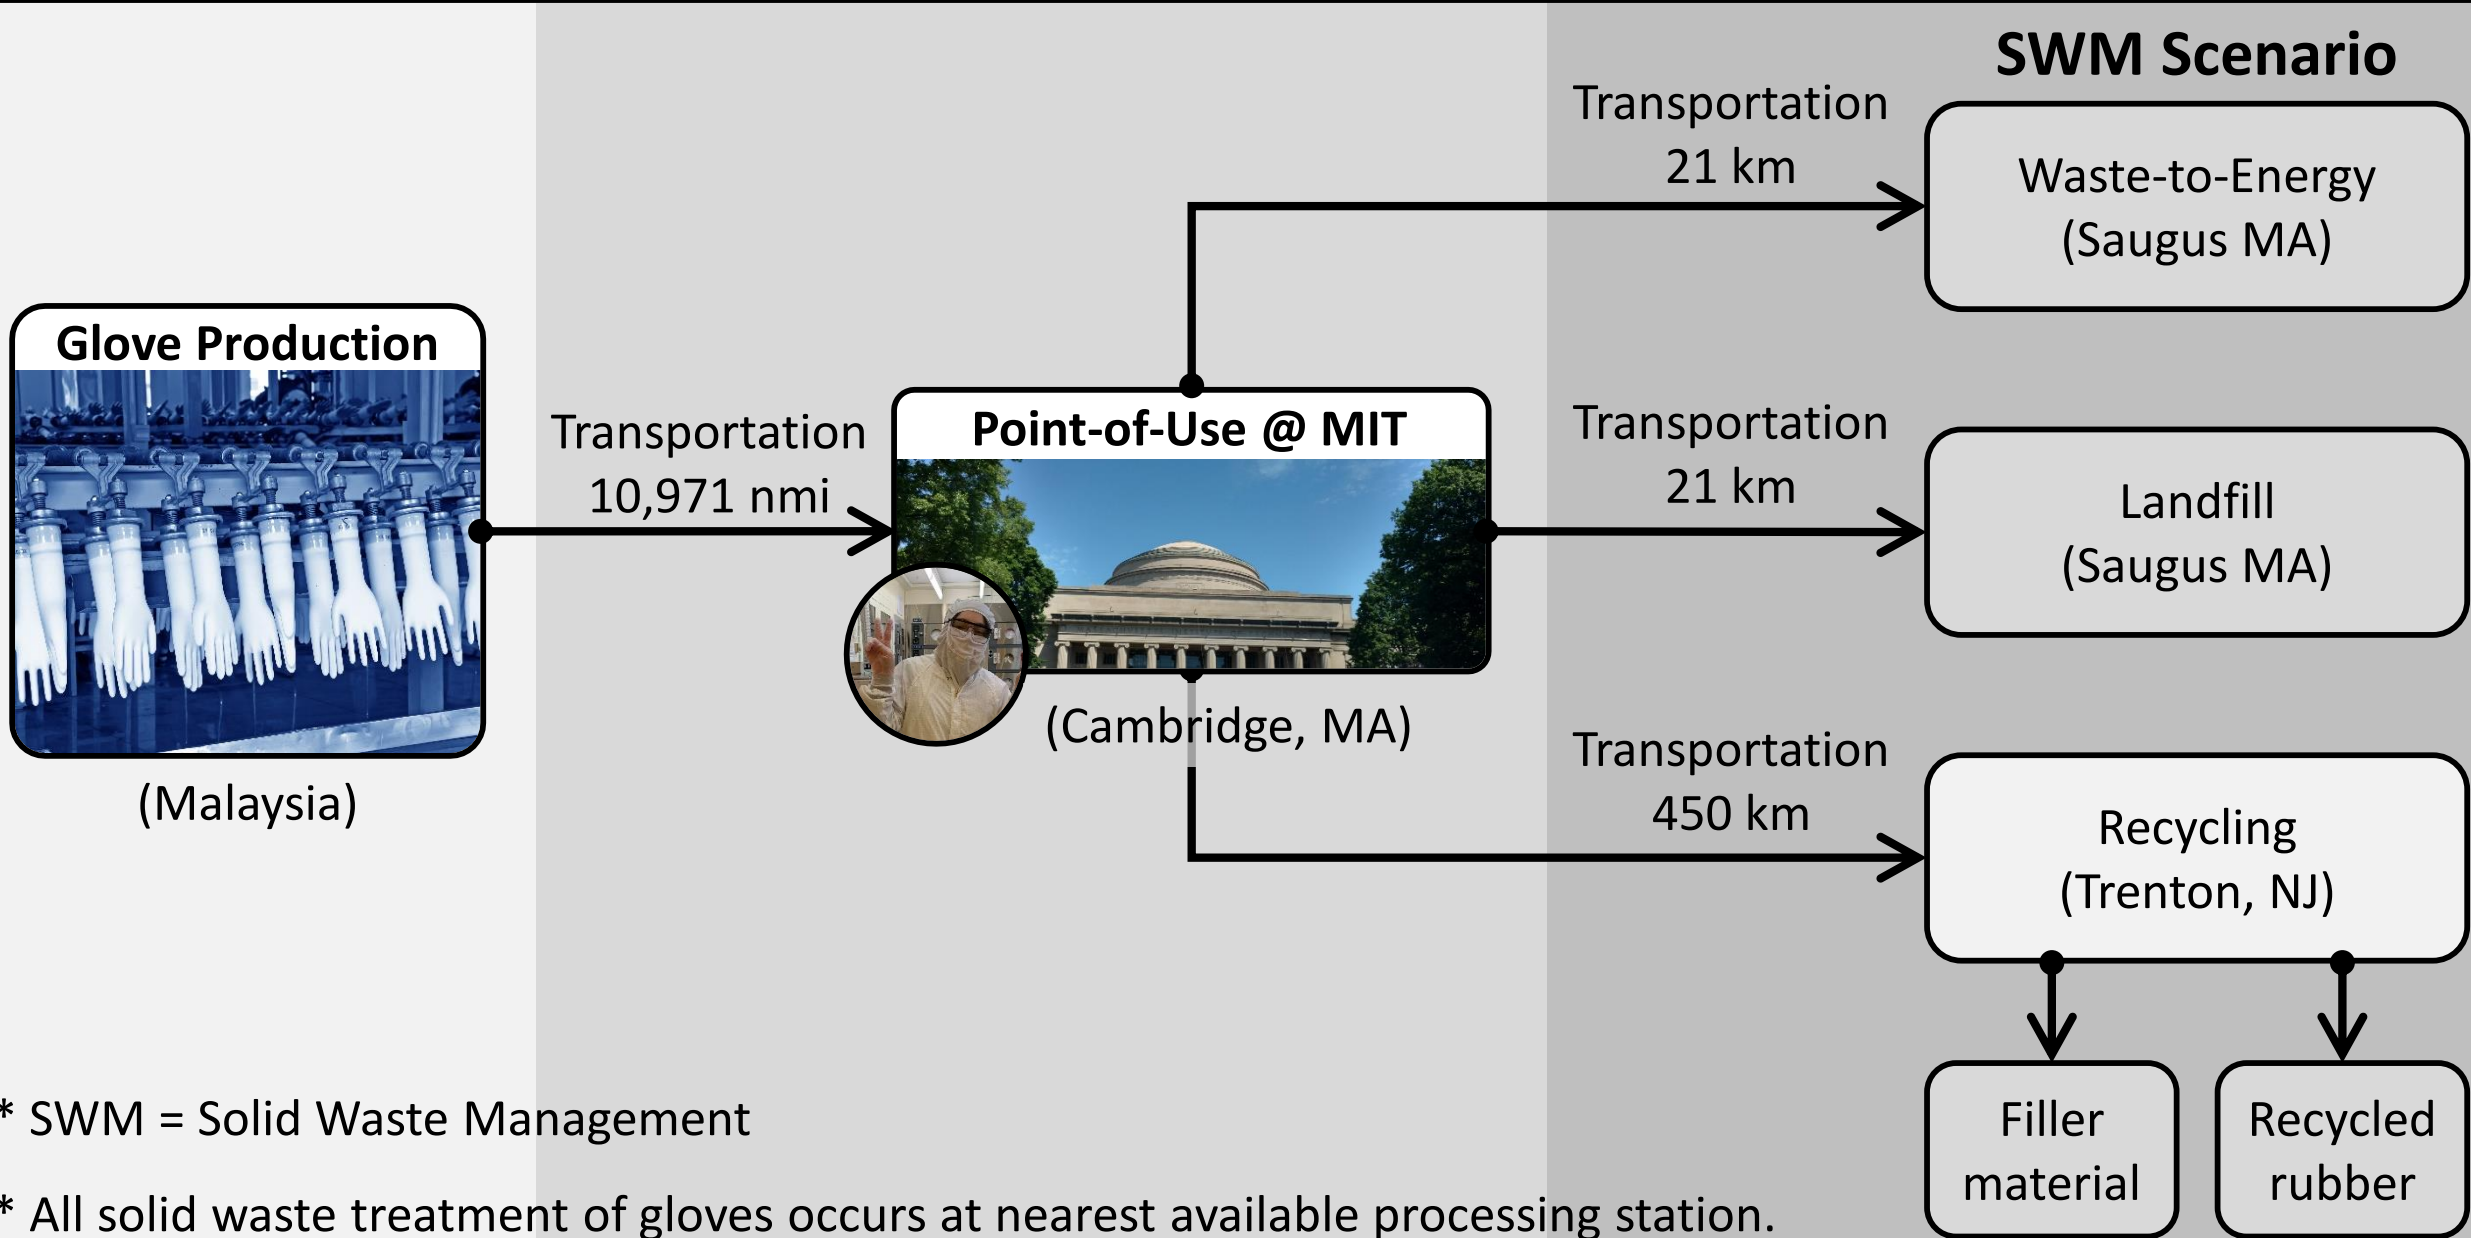 SWM Scenario
Transportation
21 km
Waste-to-Energy
(Saugus MA)
Glove Production
(Malaysia)
Transportation
10,971 nmi
Point-of-Use @ MIT
(Cambridge, MA)
Transportation
21 km
Landfill
(Saugus MA)
Transportation
450 km
Recycling
(Trenton, NJ)
Filler
material
Recycled
rubber
* SWM = Solid Waste Management
* All solid waste treatment of gloves occurs at nearest available processing station.